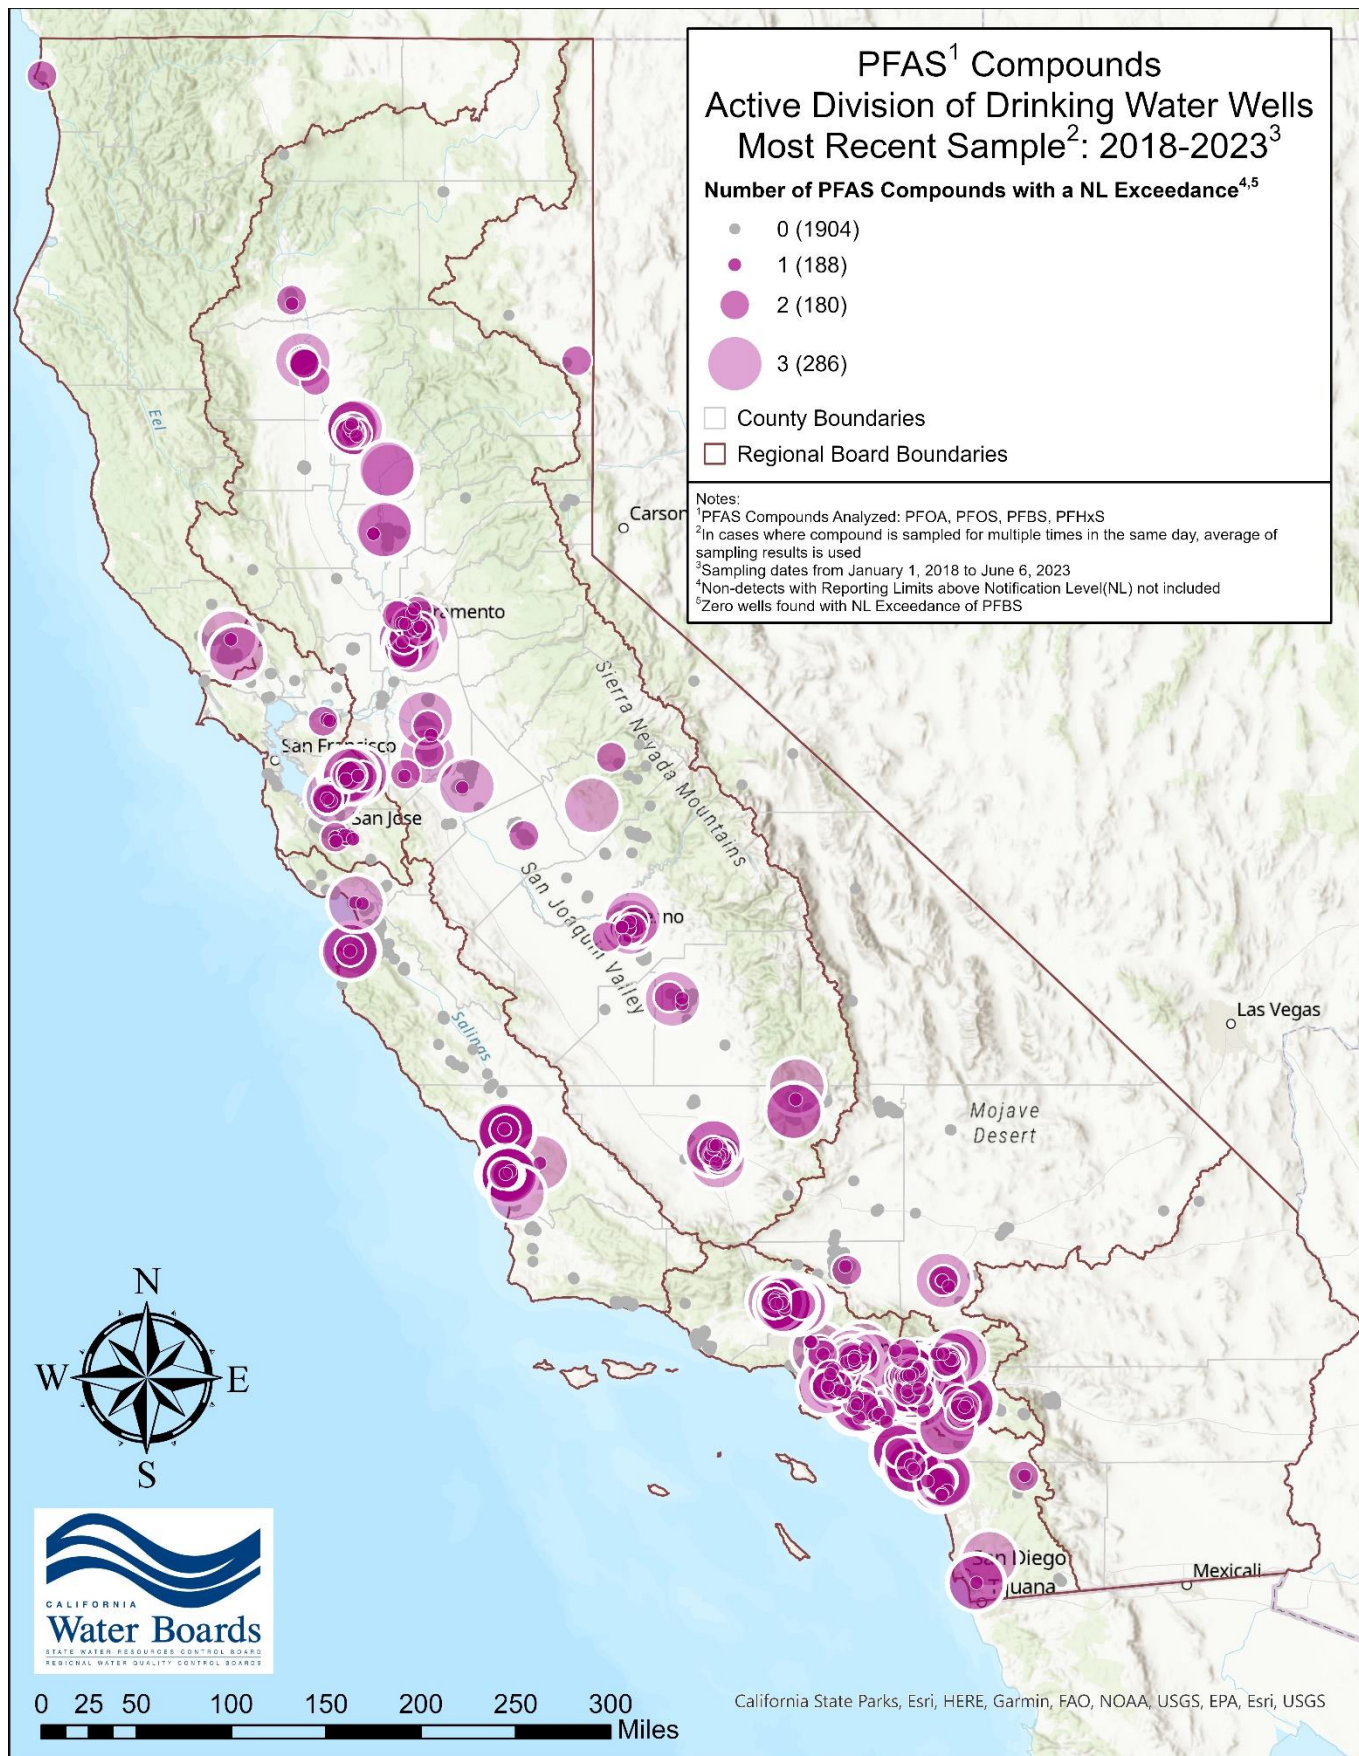 PFAS¹ Compounds
Active Division of Drinking Water Wells
Most Recent Sample²: 2018-2023³
Number of PFAS Compounds with a NL Exceedance⁴,⁵
0 (1904)
1 (188)
2 (180)
3 (286)
County Boundaries
Regional Board Boundaries
Notes:
¹PFAS Compounds Analyzed: PFOA, PFOS, PFBS, PFHxS
²In cases where compound is sampled for multiple times in the same day, average of
sampling results is used
³Sampling dates from January 1, 2018 to June 6, 2023
⁴Non-detects with Reporting Limits above Notification Level(NL) not included
⁵Zero wells found with NL Exceedance of PFBS
Eel
Carson
ramento
Sierra Nevada Mountains
San Francisco
San Jose
San Joaquin Valley
no
Salinas
Las Vegas
Mojave
Desert
San Diego
juana
Mexicali
N
W
E
S
CALIFORNIA
Water Boards
STATE WATER RESOURCES CONTROL BOARD
REGIONAL WATER QUALITY CONTROL BOARDS
0 25 50 100 150 200 250 300
Miles
California State Parks, Esri, HERE, Garmin, FAO, NOAA, USGS, EPA, Esri, USGS